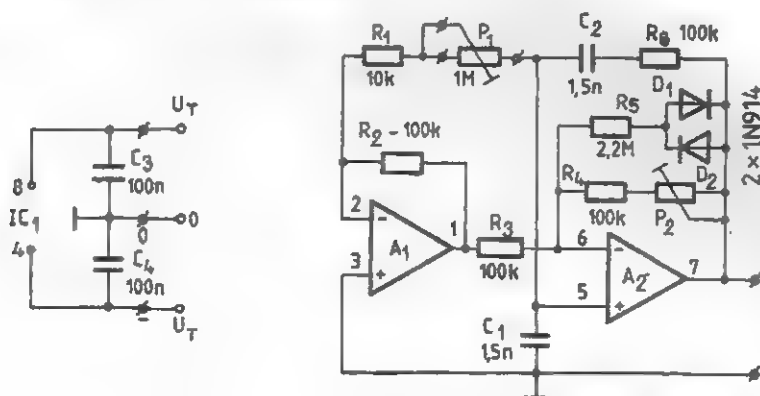 U_T
C_3
100n
8
IC_1
0
0
4
C_4
100n
U_T
R_1
10k
P_1
1M
C_2
1,5n
R_6 100k
D_1
R_5
2,2M
D_2
2×1N914
R_2 - 100k
R_4
100k
P_2
2
-
A_1
1
3
+
R_3
100k
6
-
A_2
7
5
+
C_1
1,5n